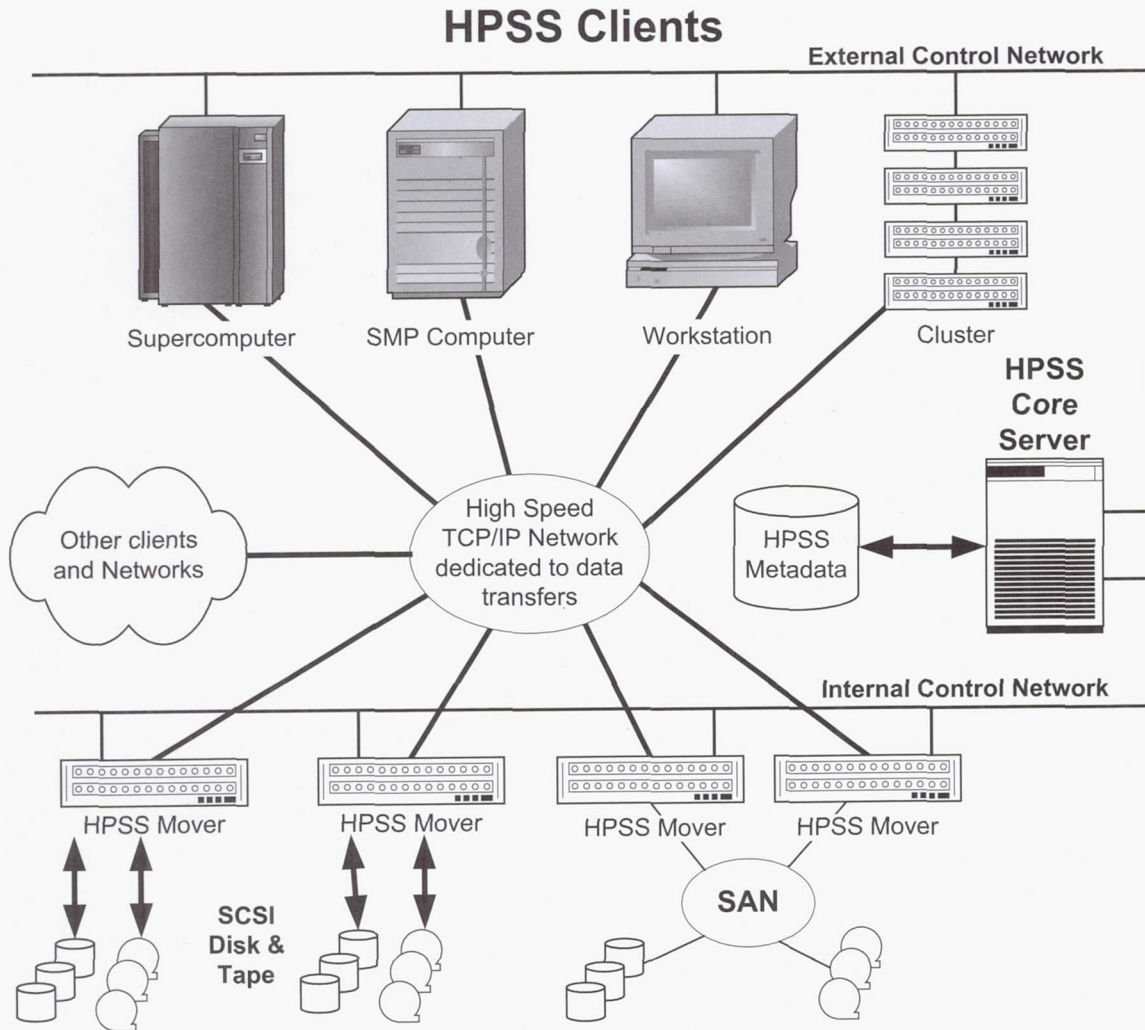 HPSS Clients
External Control Network
Supercomputer
SMP Computer
Workstation
Cluster
HPSS
Core
Server
High Speed
TCP/IP Network
dedicated to data
transfers
Other clients
and Networks
HPSS
Metadata
Internal Control Network
HPSS Mover
HPSS Mover
HPSS Mover
HPSS Mover
SCSI
Disk &
Tape
SAN